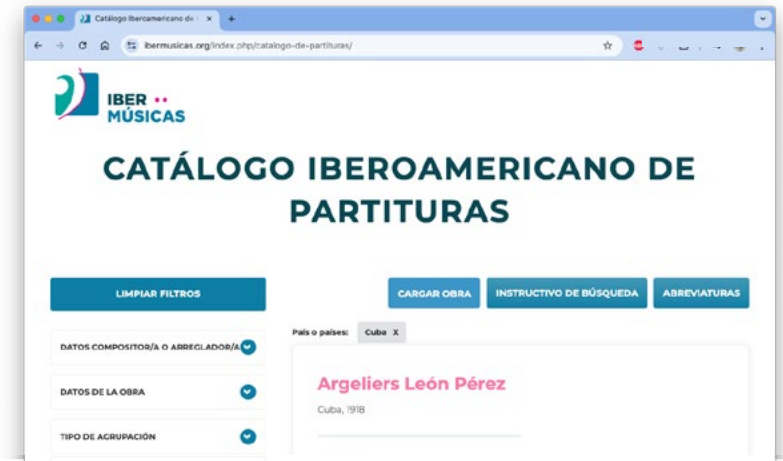 Catálogo Iberoamericano de
ibermusicas.org/index.php/catalogo-de-partituras/
IBER
MÚSICAS
CATÁLOGO IBEROAMERICANO DE
PARTITURAS
LIMPIAR FILTROS
CARGAR OBRA
INSTRUCTIVO DE BÚSQUEDA
ABREVIATURAS
País o países: Cuba X
DATOS COMPOSITOR/A O ARREGLADOR/A
DATOS DE LA OBRA
TIPO DE AGRUPACIÓN
Argeliers León Pérez
Cuba, 1918